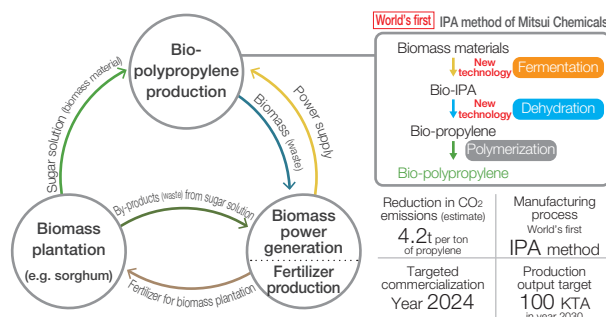 World's first IPA method of Mitsui Chemicals
Bio-
polypropylene
production
Biomass materials
New
technology
Fermentation
Bio-IPA
New
technology
Dehydration
Bio-propylene
Polymerization
Bio-polypropylene
Sugar solution (biomass material)
Biomass (waste)
Power supply
By-products (waste) from sugar solution
Biomass
plantation
(e.g. sorghum)
Biomass
power
generation
Fertilizer
production
Fertilizer for biomass plantation
Reduction in CO2
emissions (estimate)
4.2t per ton
of propylene
Manufacturing
process
World's first
IPA method
Targeted
commercialization
Year 2024
Production
output target
100 KTA
in year 2030